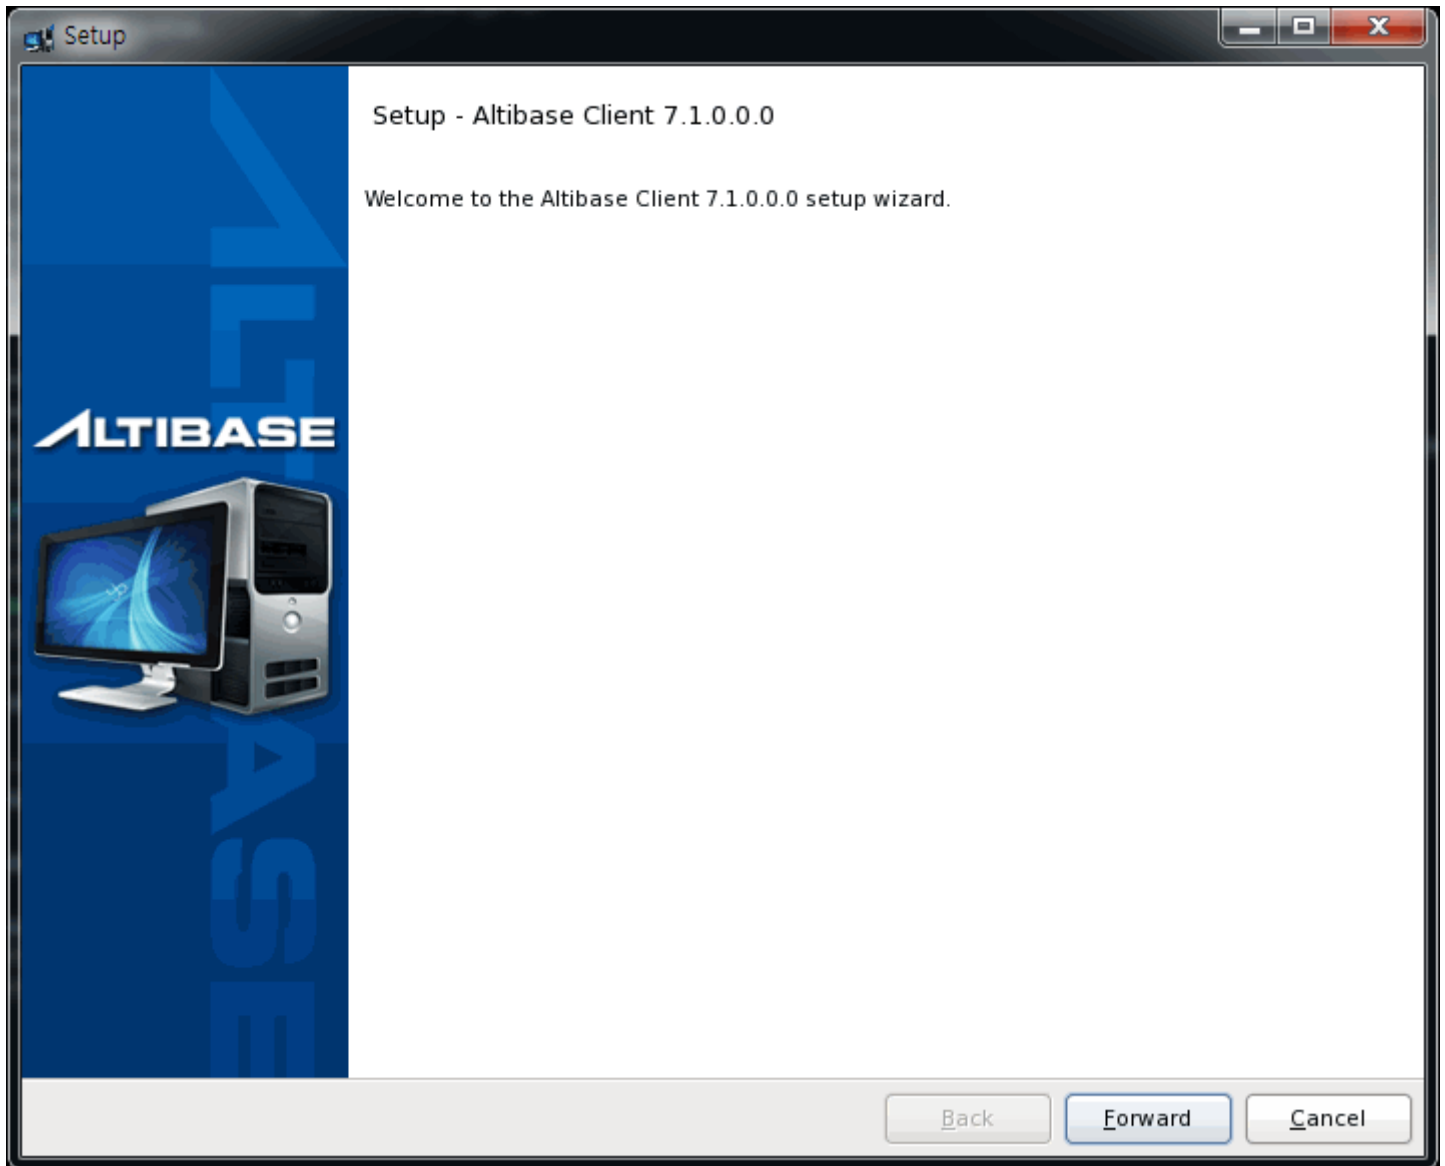 Setup
Setup - Altibase Client 7.1.0.0.0
Welcome to the Altibase Client 7.1.0.0.0 setup wizard.
ALTIBASE
ALTIBASE
Back
Forward
Cancel